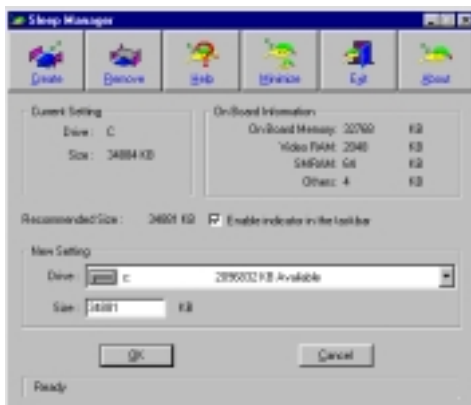 Sleep Manager
Create Remove Help Minimize Exit About
Current Setting
Drive: C
Size: 34884 KB
On Board Information
On Board Memory: 32768 KB
Video RAM: 2048 KB
SMRAM: 64 KB
Others: 4 KB
Recommended Size: 34881 KB Enable indicator in the taskbar
New Setting
Drive: c: 2096832 KB Available
Size: 34881 KB
OK Cancel
Ready